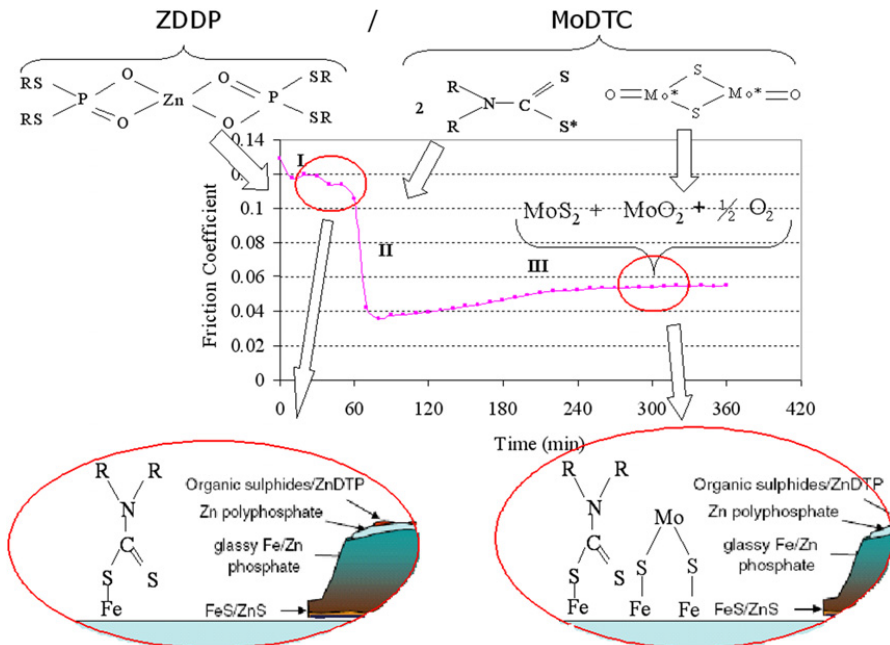 ZDDP / MoDTC
RS O O SR
P Zn P
RS O O SR
2 R N C S
R S*
S
O Mo* Mo* O
S
0.14
0.1
0.08
0.06
0.04
0.02
0
Friction Coefficient
I
II
III
MoS2 + MoO2 + ½ O2
0 60 120 180 240 300 360 420
Time (min)
R R
N
C
S S
Fe
Organic sulphides/ZnDTP
Zn polyphosphate
glassy Fe/Zn
phosphate
FeS/ZnS
R R
N
C
S S
Fe
Mo
S S
Fe Fe
Organic sulphides/ZnDTP
Zn polyphosphate
glassy Fe/Zn
phosphate
FeS/ZnS